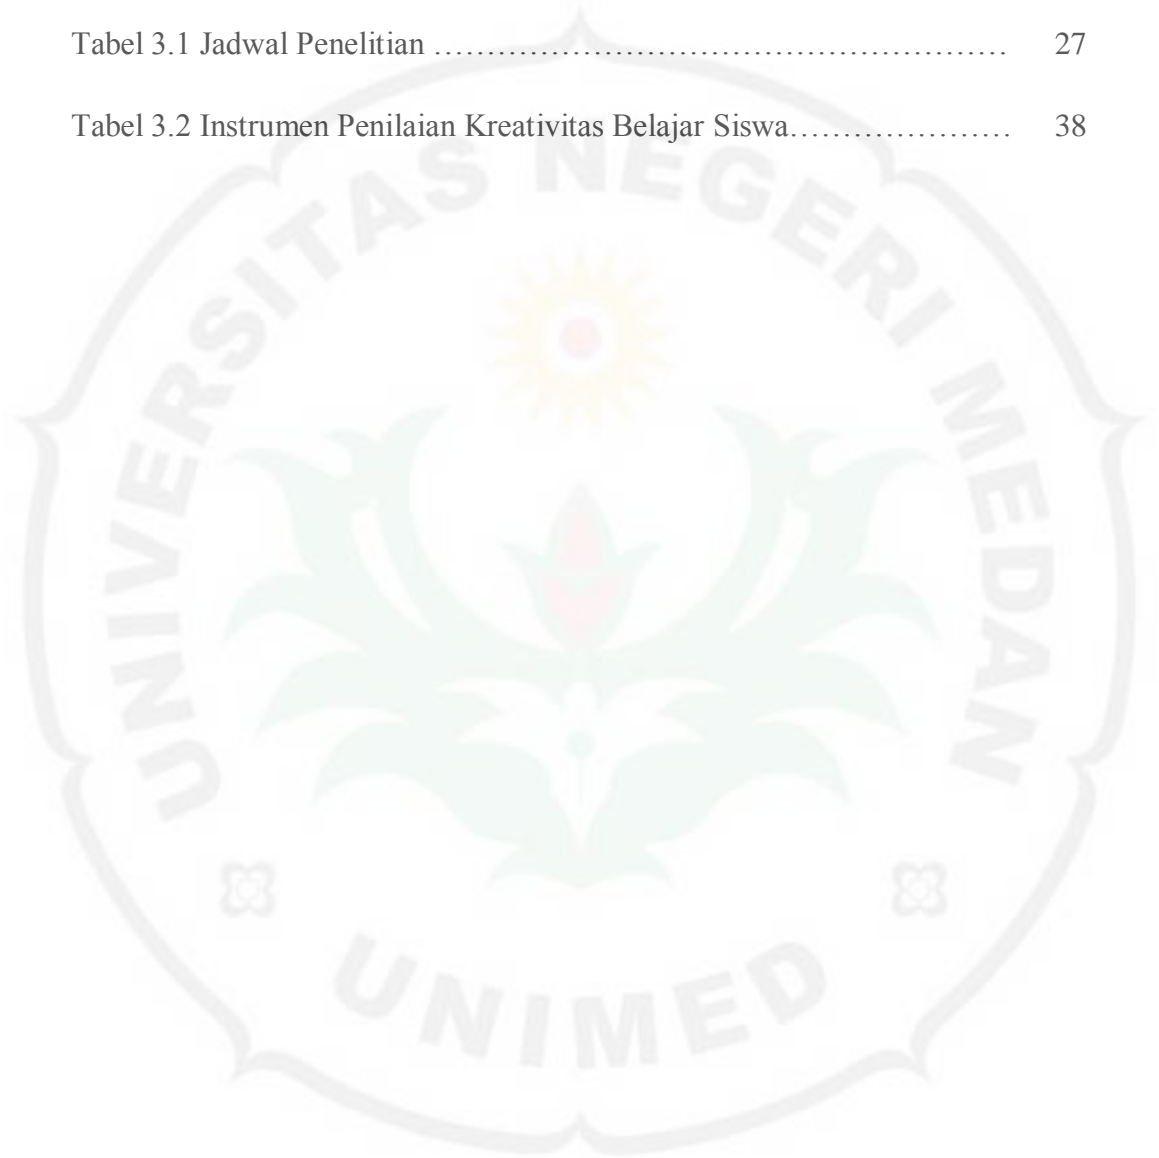 Tabel 3.1 Jadwal Penelitian ……………………………………………… 27
Tabel 3.2 Instrumen Penilaian Kreativitas Belajar Siswa………………… 38
UNIVERSITAS NEGERI MEDAN
UNIMED